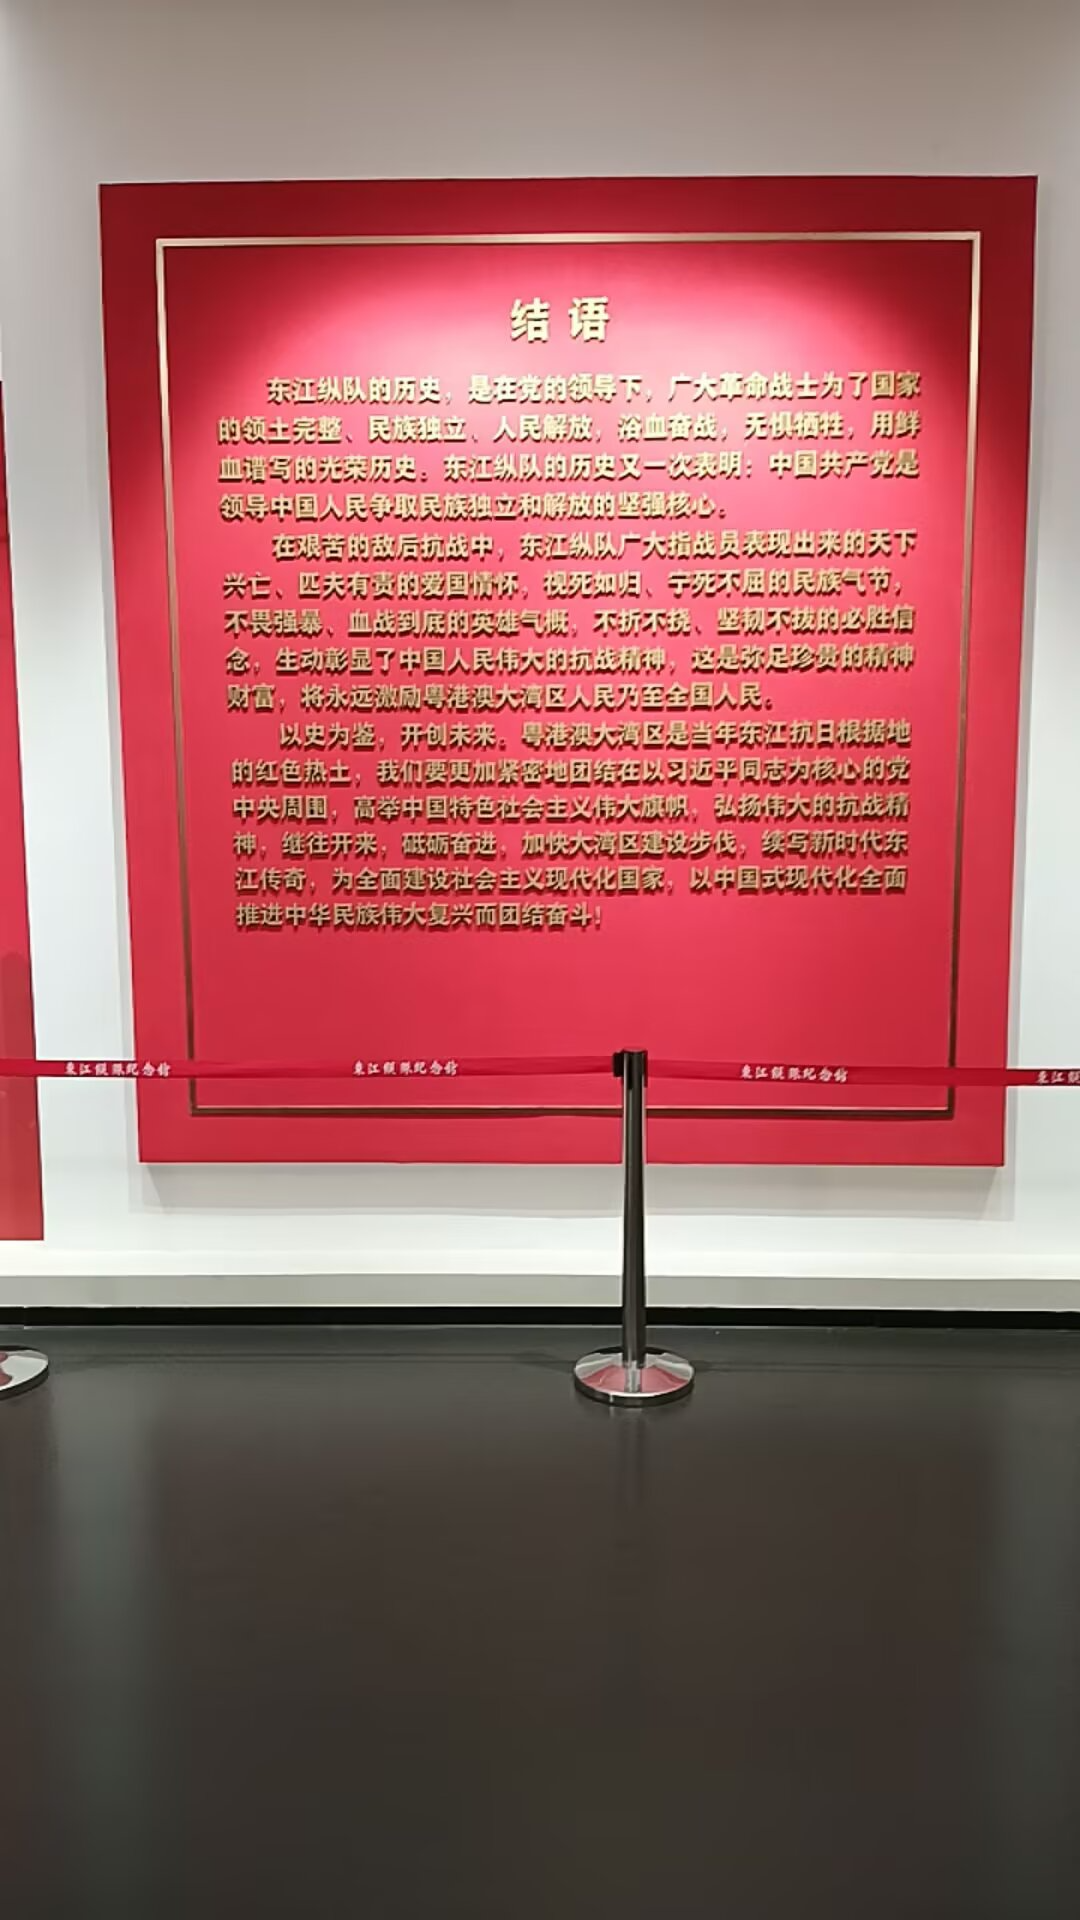 结语
东江纵队的历史，是在党的领导下，广大革命战士为了国家
的领土完整、民族独立、人民解放，浴血奋战，无惧牺牲，用鲜
血谱写的光荣历史。东江纵队的历史又一次表明：中国共产党是
领导中国人民争取民族独立和解放的坚强核心。
在艰苦的敌后抗战中，东江纵队广大指战员表现出来的天下
兴亡、匹夫有责的爱国情怀，视死如归、宁死不屈的民族气节，
不畏强暴、血战到底的英雄气概，不折不挠、坚韧不拔的必胜信
念，生动彰显了中国人民伟大的抗战精神，这是弥足珍贵的精神
财富，将永远激励粤港澳大湾区人民乃至全国人民。
以史为鉴，开创未来。粤港澳大湾区是当年东江抗日根据地
的红色热土，我们要更加紧密地团结在以习近平同志为核心的党
中央周围，高举中国特色社会主义伟大旗帜，弘扬伟大的抗战精
神，继往开来，砥砺奋进，加快大湾区建设步伐，续写新时代东
江传奇，为全面建设社会主义现代化国家，以中国式现代化全面
推进中华民族伟大复兴而团结奋斗！
東江縱隊纪念馆
東江縱隊纪念馆
東江縱隊纪念馆
東江縱